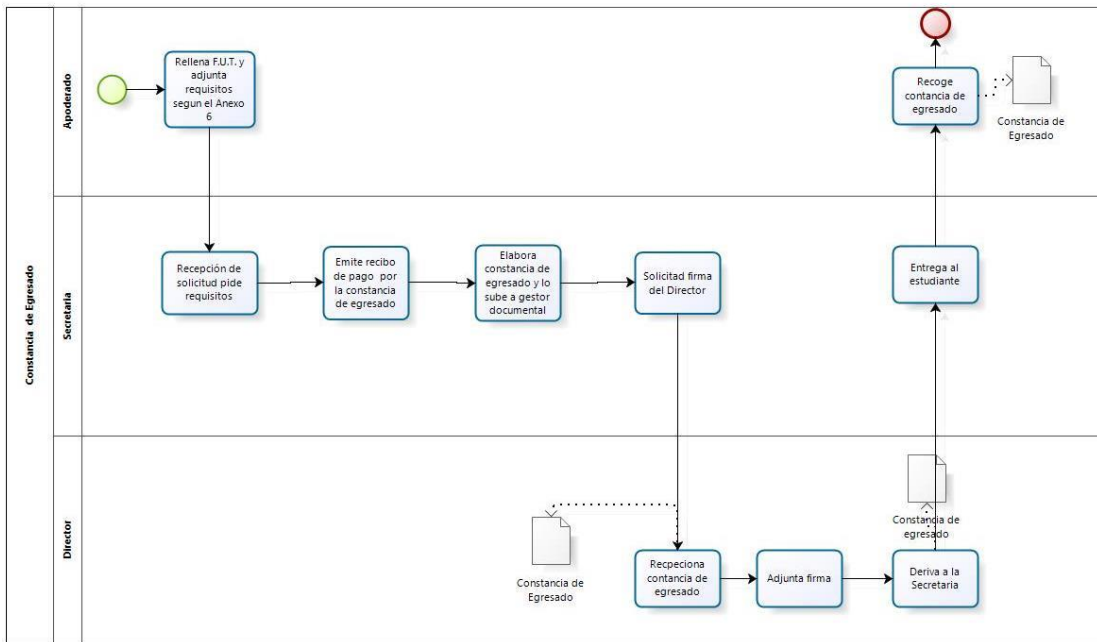 Constancia de Egresado
Apoderado
Rellena F.U.T. y
adjunta
requisitos
segun el Anexo
6
Recoge
contancia de
egresado
Constancia de
Egresado
Secretaria
Recepción de
solicitud pide
requisitos
Emite recibo
de pago por
la constancia
de egresado
Elabora
constancia de
egresado y lo
sube a gestor
documental
Solicitad firma
del Director
Entrega al
estudiante
Director
Constancia de
Egresado
Recpeciona
contancia de
egresado
Adjunta firma
Constancia de
egresado
Deriva a la
Secretaria